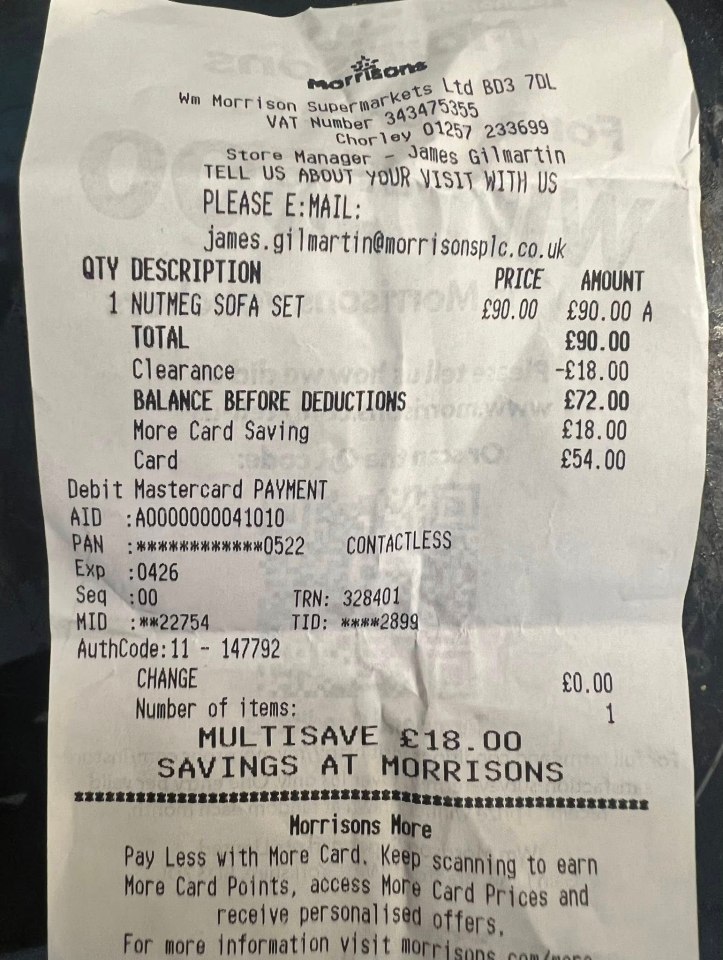 Morrisons
Wm Morrison Supermarkets Ltd BD3 7DL
VAT Number 343475355
Chorley 01257 233699
Store Manager - James Gilmartin
TELL US ABOUT YOUR VISIT WITH US
PLEASE E:MAIL:
james.gilmartin@morrisonsplc.co.uk
QTY DESCRIPTION PRICE AMOUNT
1 NUTMEG SOFA SET £90.00 £90.00 A
TOTAL £90.00
Clearance -£18.00
BALANCE BEFORE DEDUCTIONS £72.00
More Card Saving £18.00
Card £54.00
Debit Mastercard PAYMENT
AID :A0000000041010
PAN :************0522 CONTACTLESS
Exp :0426
Seq :00 TRN: 328401
MID :**22754 TID: ****2899
AuthCode:11 - 147792
CHANGE £0.00
Number of items: 1
MULTISAVE £18.00
SAVINGS AT MORRISONS
Morrisons More
Pay Less with More Card. Keep scanning to earn
More Card Points, access More Card Prices and
receive personalised offers.
For more information visit morrisons.com/more